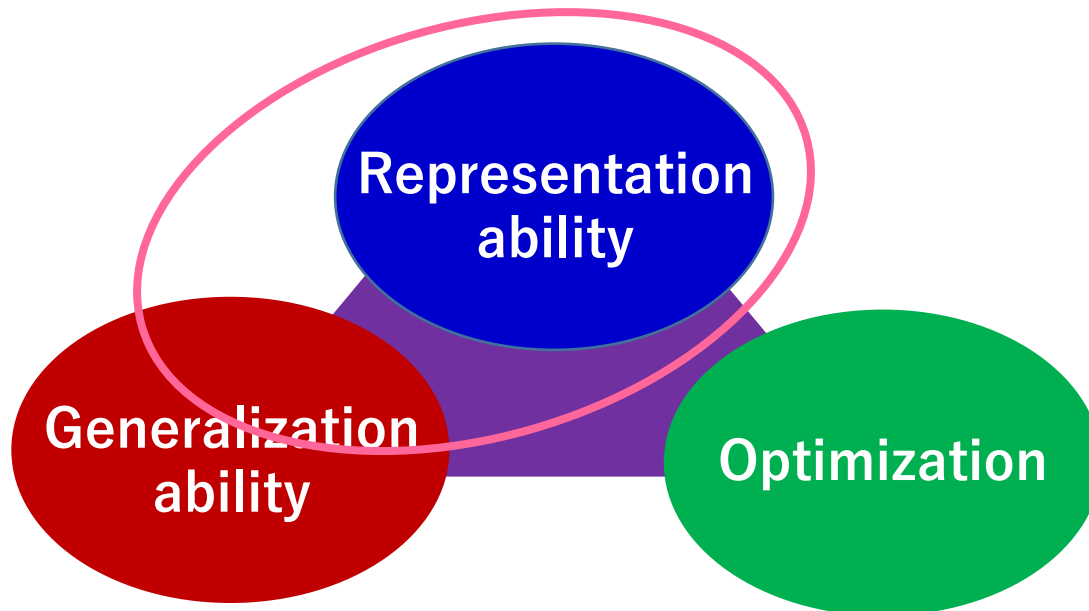 Representation
ability
Generalization
ability
Optimization